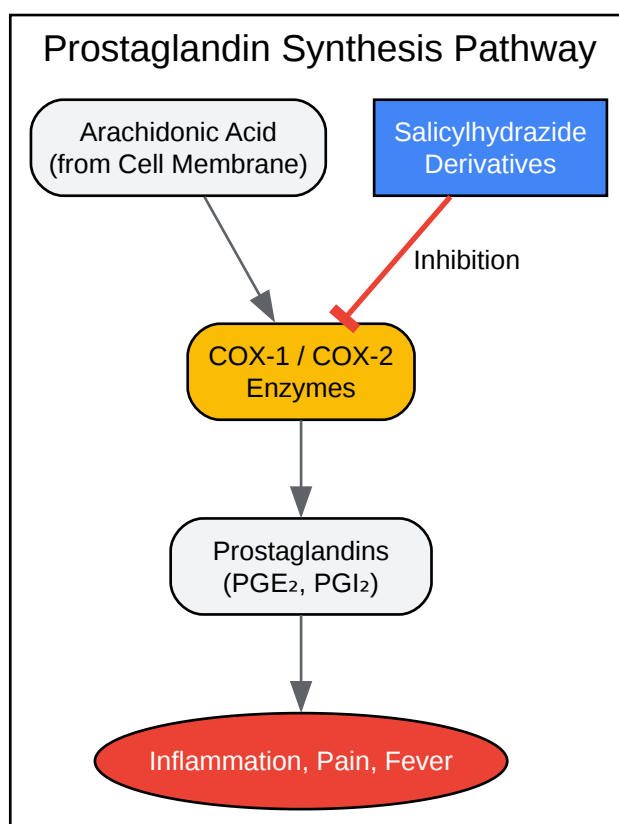 Prostaglandin Synthesis Pathway
Arachidonic Acid
(from Cell Membrane)
Salicylhydrazide
Derivatives
Inhibition
COX-1 / COX-2
Enzymes
Prostaglandins
(PGE₂, PGI₂)
Inflammation, Pain, Fever